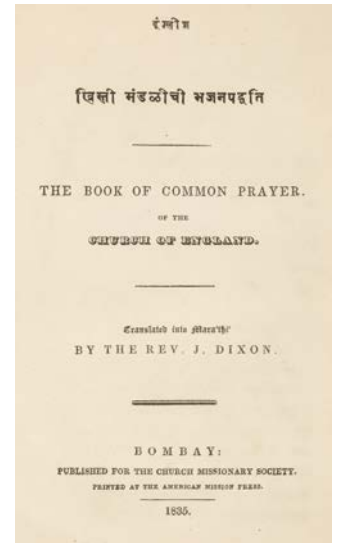 इंग्लीश
ख्रिस्ती मंडळीची भजनपद्धति
THE BOOK OF COMMON PRAYER.
OF THE
CHURCH OF ENGLAND.
Translated into Mara'thi'
BY THE REV. J. DIXON.
BOMBAY:
PUBLISHED FOR THE CHURCH MISSIONARY SOCIETY.
PRINTED AT THE AMERICAN MISSION PRESS.
1835.